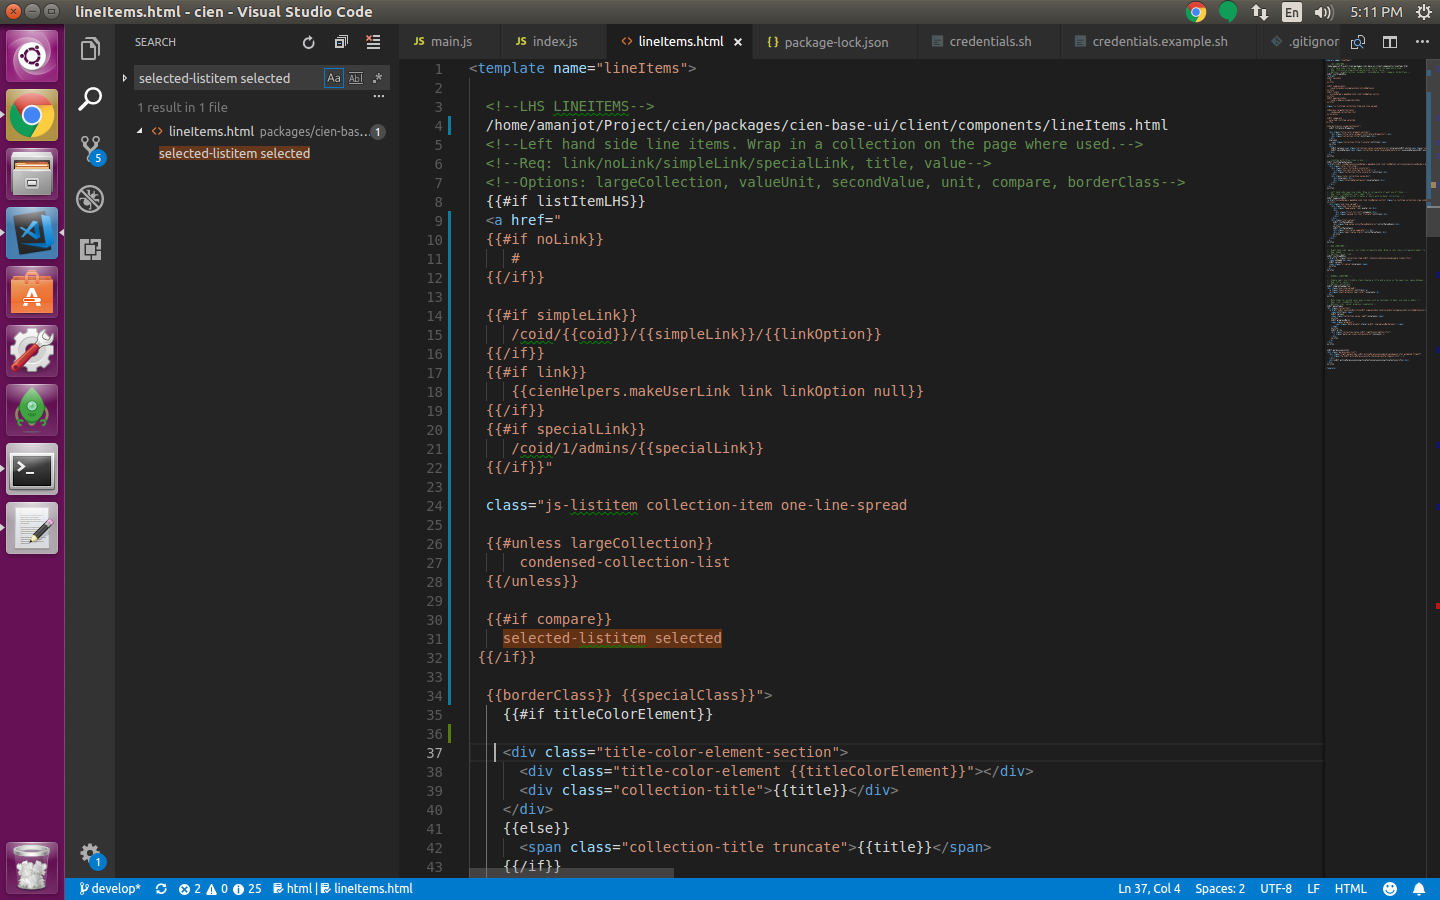 lineItems.html - cien - Visual Studio Code
En
5:11 PM
SEARCH
selected-listitem selected
Aa
Abl
.*
1 result in 1 file
lineItems.html packages/cien-bas... 1
selected-listitem selected
5
1
JS main.js
JS index.js
<> lineItems.html ×
{} package-lock.json
credentials.sh
credentials.example.sh
.gitignor
1 <template name="lineItems">
2
3 <!--LHS LINEITEMS-->
4 /home/amanjot/Project/cien/packages/cien-base-ui/client/components/lineItems.html
5 <!--Left hand side line items. Wrap in a collection on the page where used.-->
6 <!--Req: link/noLink/simpleLink/specialLink, title, value-->
7 <!--Options: largeCollection, valueUnit, secondValue, unit, compare, borderClass-->
8 {{#if listItemLHS}}
9 <a href="
10 {{#if noLink}}
11 #
12 {{/if}}
13
14 {{#if simpleLink}}
15 /coid/{{coid}}/{{simpleLink}}/{{linkOption}}
16 {{/if}}
17 {{#if link}}
18 {{cienHelpers.makeUserLink link linkOption null}}
19 {{/if}}
20 {{#if specialLink}}
21 /coid/1/admins/{{specialLink}}
22 {{/if}}"
23
24 class="js-listitem collection-item one-line-spread
25
26 {{#unless largeCollection}}
27 condensed-collection-list
28 {{/unless}}
29
30 {{#if compare}}
31 selected-listitem selected
32 {{/if}}
33
34 {{borderClass}} {{specialClass}}">
35 {{#if titleColorElement}}
36
37 <div class="title-color-element-section">
38 <div class="title-color-element {{titleColorElement}}"></div>
39 <div class="collection-title">{{title}}</div>
40 </div>
41 {{else}}
42 <span class="collection-title truncate">{{title}}</span>
43 {{/if}}
develop* 2 0 25 html | lineItems.html
Ln 37, Col 4 Spaces: 2 UTF-8 LF HTML